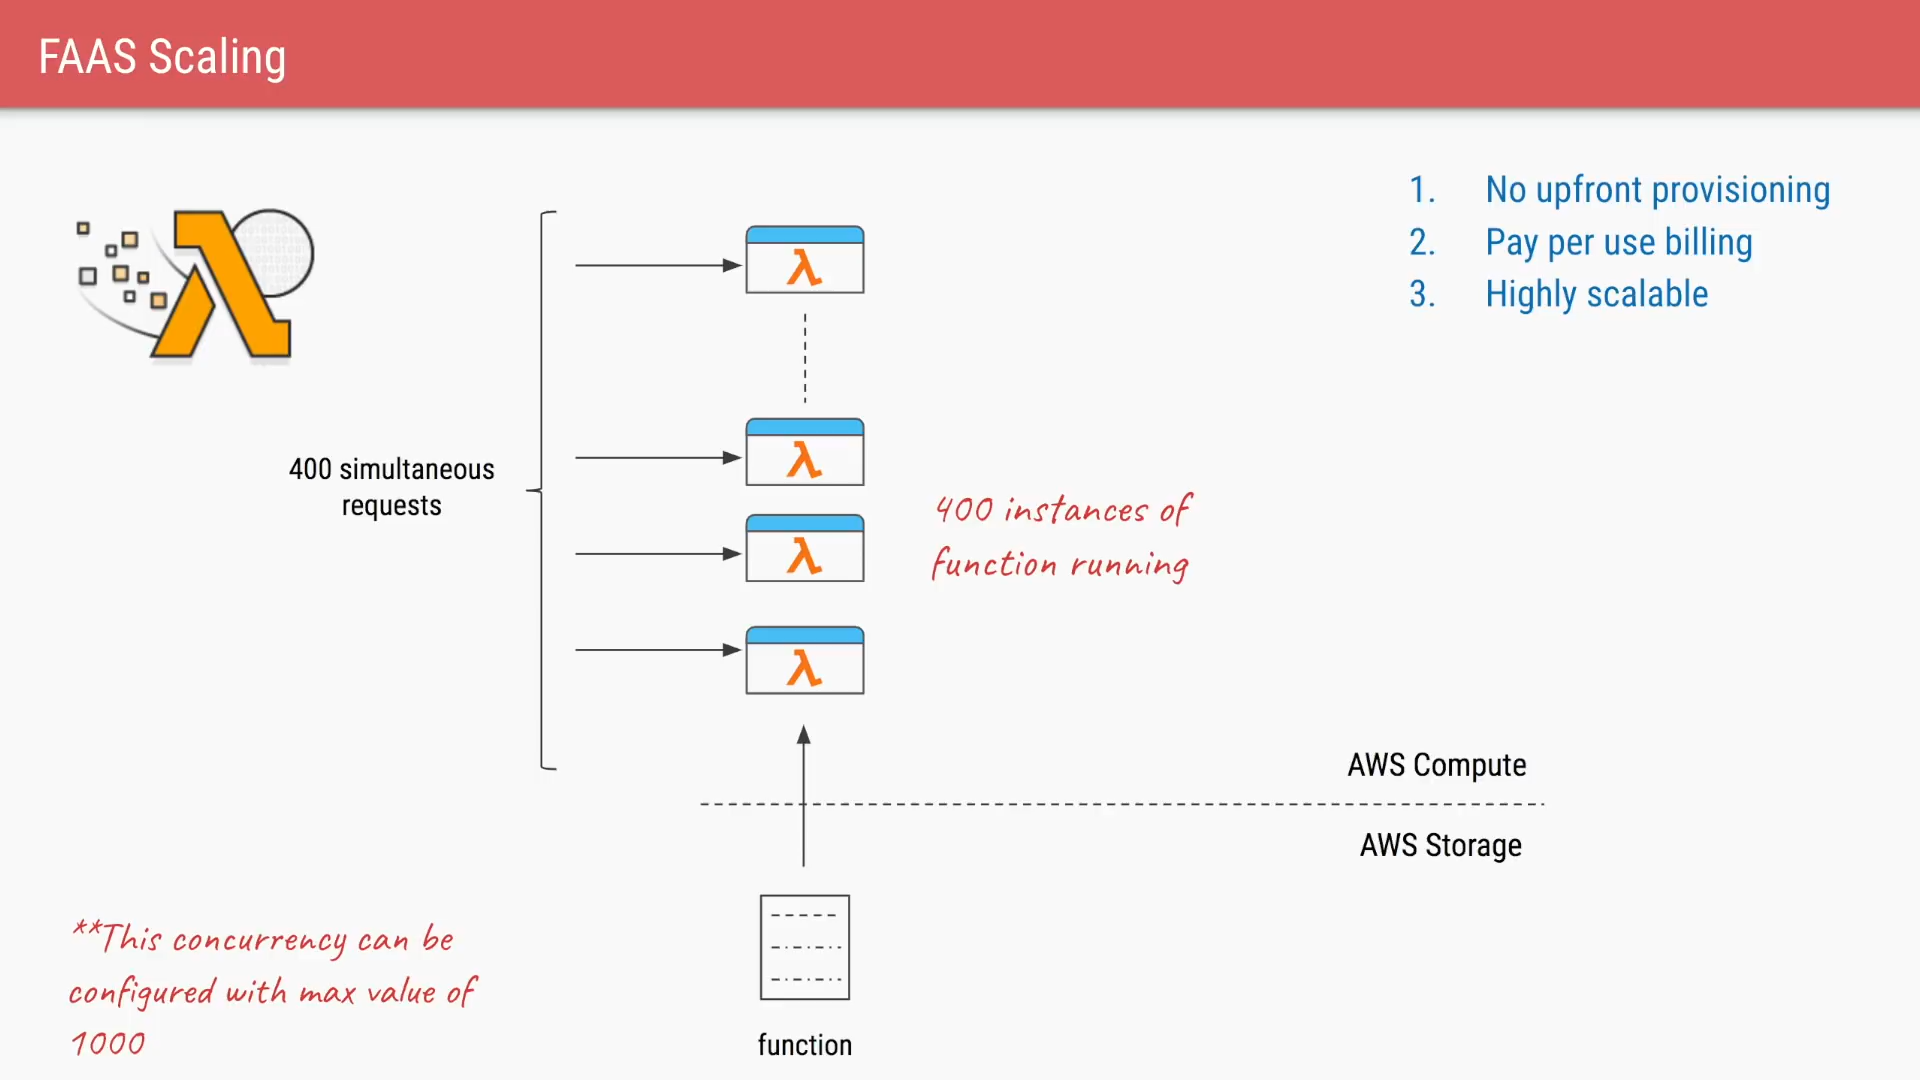 FAAS Scaling
1. No upfront provisioning
2. Pay per use billing
3. Highly scalable
400 simultaneous
requests
400 instances of
function running
AWS Compute
AWS Storage
**This concurrency can be
configured with max value of
1000
function